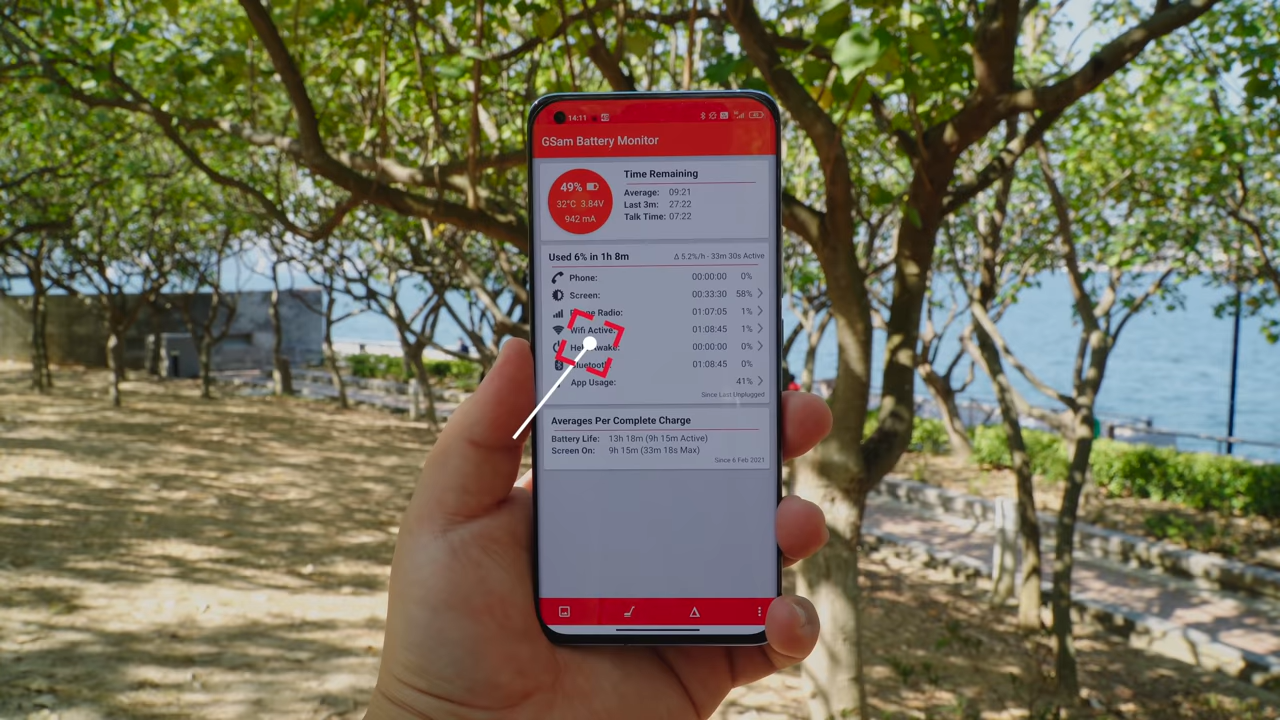 14:11
GSam Battery Monitor
49%
32°C 3.84V
942 mA
Time Remaining
Average: 09:21
Last 3m: 27:22
Talk Time: 07:22
Used 6% in 1h 8m Δ 5.2%/h - 33m 30s Active
Phone: 00:00:00 0%
Screen: 00:33:30 58%
Radio: 01:07:05 1%
Wifi Active: 01:08:45 1%
Awake: 00:00:00 0%
Bluetooth: 01:08:45 0%
App Usage: 41%
Since Last Unplugged
Averages Per Complete Charge
Battery Life: 13h 18m (9h 15m Active)
Screen On: 9h 15m (33m 18s Max)
Since 6 Feb 2021